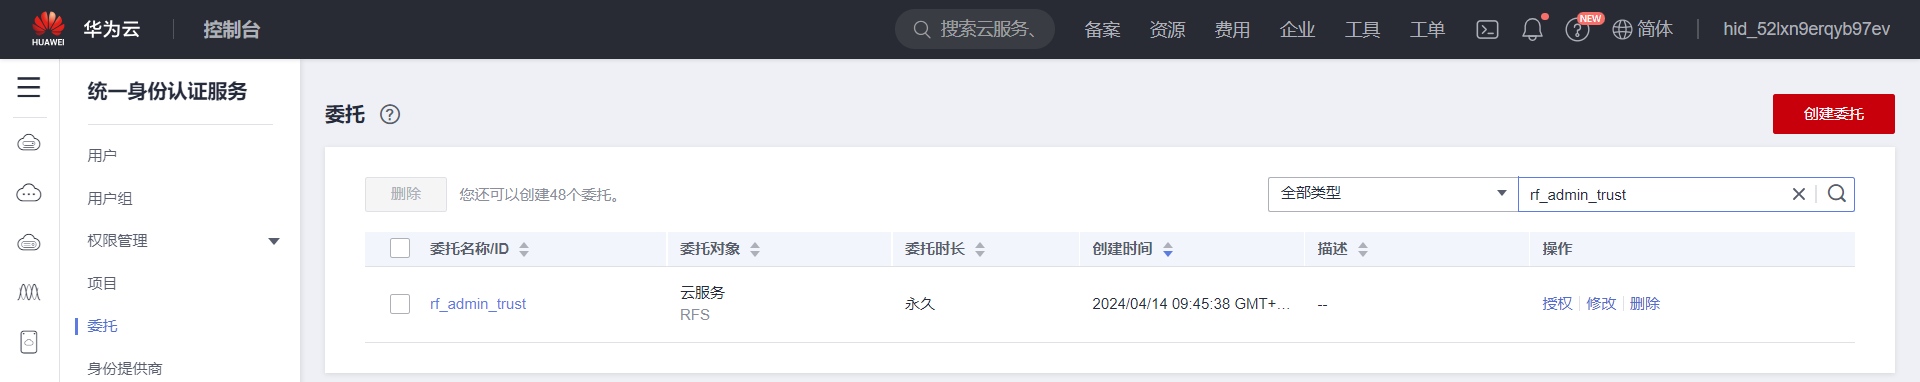 HUAWEI
华为云
控制台
搜索云服务、
备案
资源
费用
企业
工具
工单
NEW
简体
hid_52lxn9erqyb97ev
统一身份认证服务
用户
用户组
权限管理
项目
委托
身份提供商
委托
创建委托
删除
您还可以创建48个委托。
全部类型
rf_admin_trust
委托名称/ID
委托对象
委托时长
创建时间
描述
操作
rf_admin_trust
云服务
RFS
永久
2024/04/14 09:45:38 GMT+...
--
授权
修改
删除